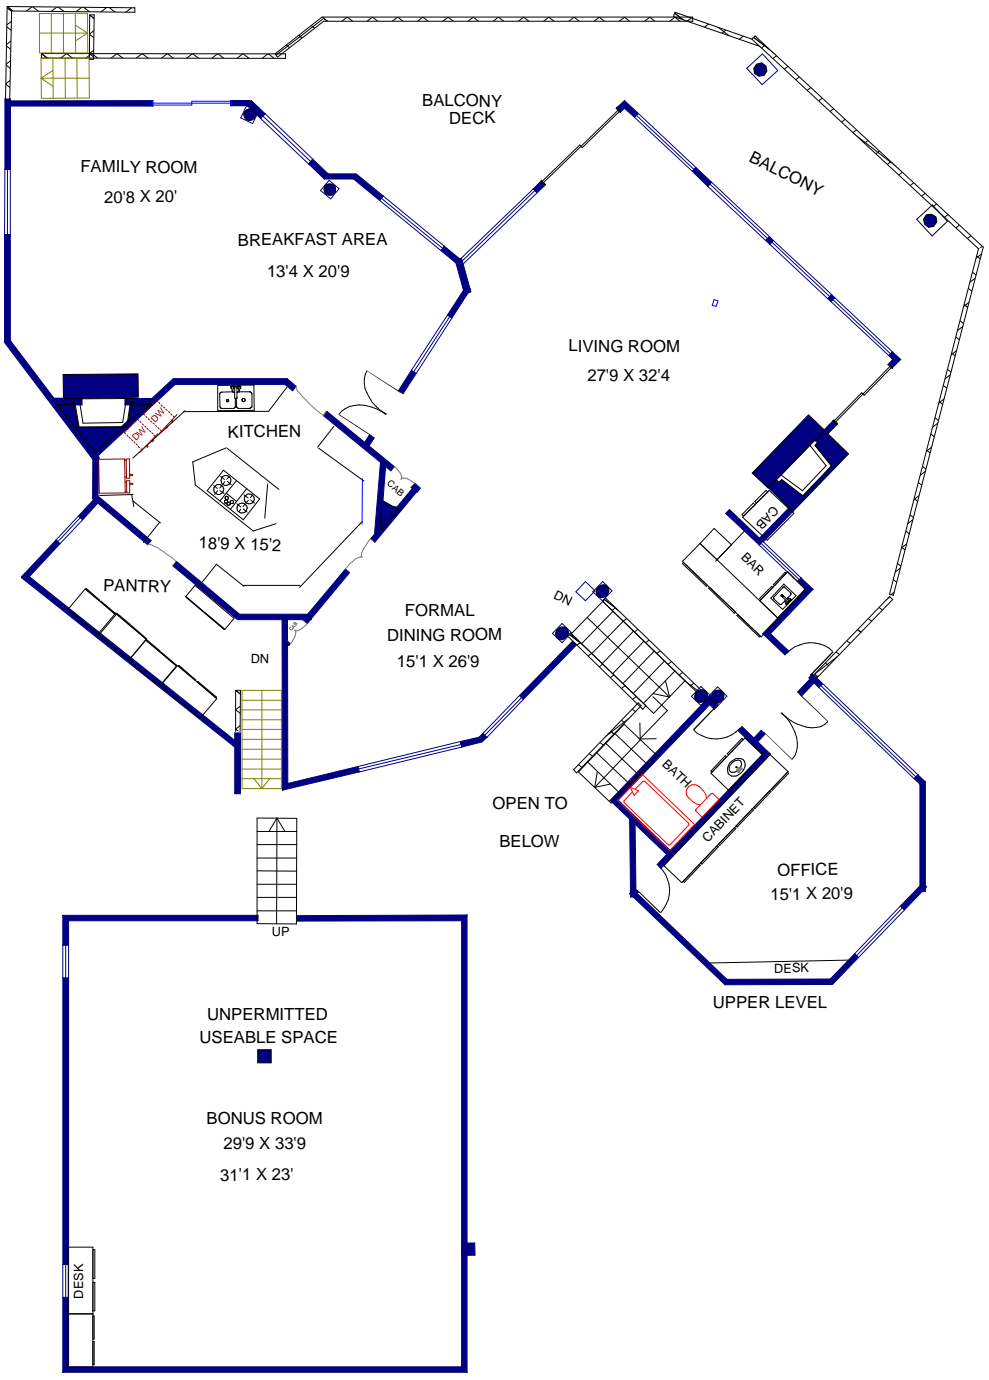 BALCONY
DECK
BALCONY
FAMILY ROOM
20'8 X 20'
BREAKFAST AREA
13'4 X 20'9
LIVING ROOM
27'9 X 32'4
DW
DW
KITCHEN
18'9 X 15'2
CAB
CAB
BAR
PANTRY
DN
FORMAL
DINING ROOM
15'1 X 26'9
DN
BATH
CABINET
OPEN TO
BELOW
OFFICE
15'1 X 20'9
DESK
UPPER LEVEL
UP
UNPERMITTED
USEABLE SPACE
BONUS ROOM
29'9 X 33'9
31'1 X 23'
DESK